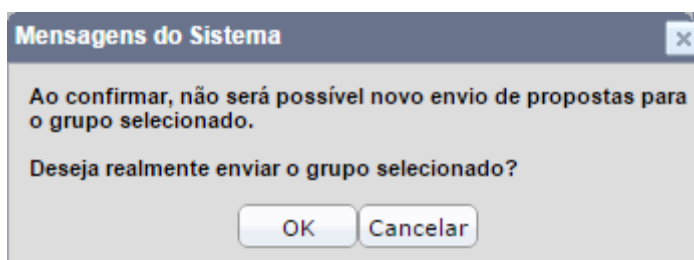 Mensagens do Sistema
Ao confirmar, não será possível novo envio de propostas para
o grupo selecionado.
Deseja realmente enviar o grupo selecionado?
OK Cancelar